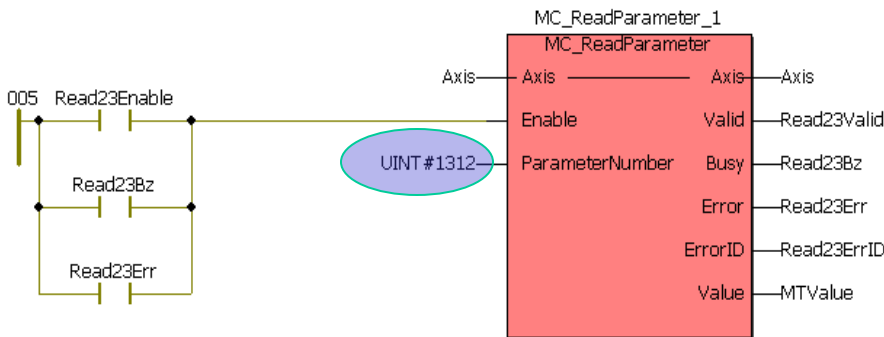 MC_ReadParameter_1
MC_ReadParameter
Axis Axis Axis Axis
005 Read23Enable
Enable Valid Read23Valid
UINT#1312 ParameterNumber Busy Read23Bz
Read23Bz
Error Read23Err
ErrorID Read23ErrID
Read23Err
Value MTValue